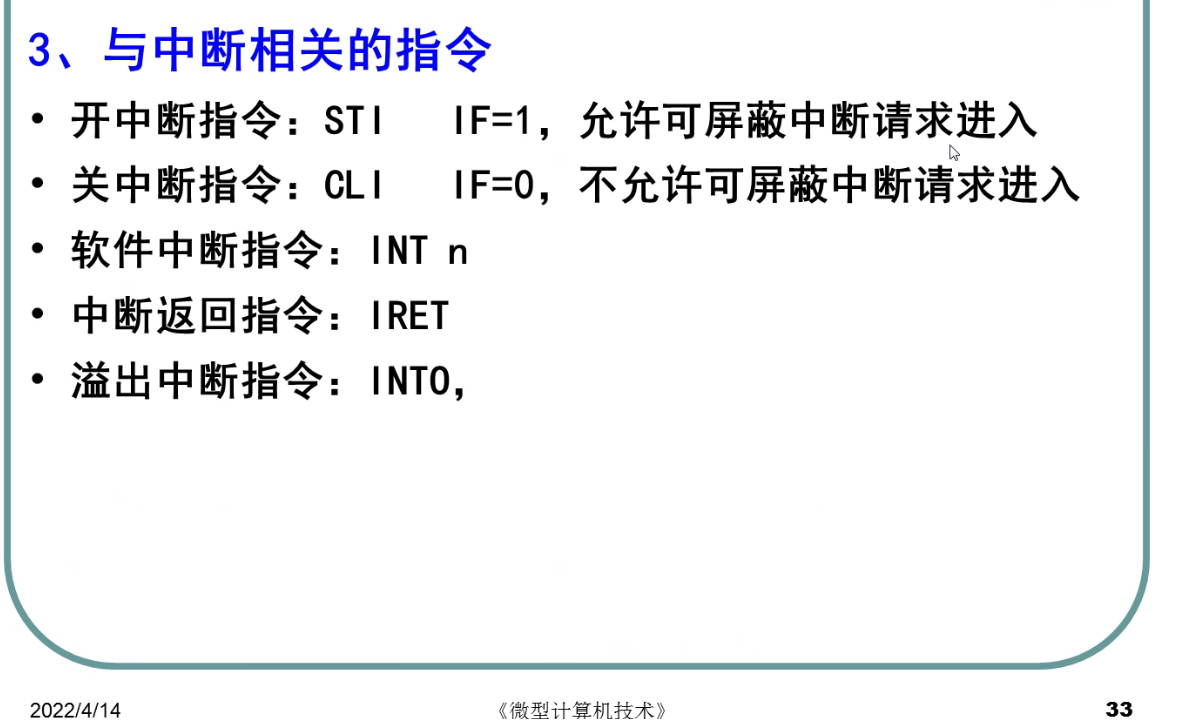 3、与中断相关的指令
• 开中断指令：STI IF=1，允许可屏蔽中断请求进入
• 关中断指令：CLI IF=0，不允许可屏蔽中断请求进入
• 软件中断指令：INT n
• 中断返回指令：IRET
• 溢出中断指令：INTO，
2022/4/14 《微型计算机技术》 33